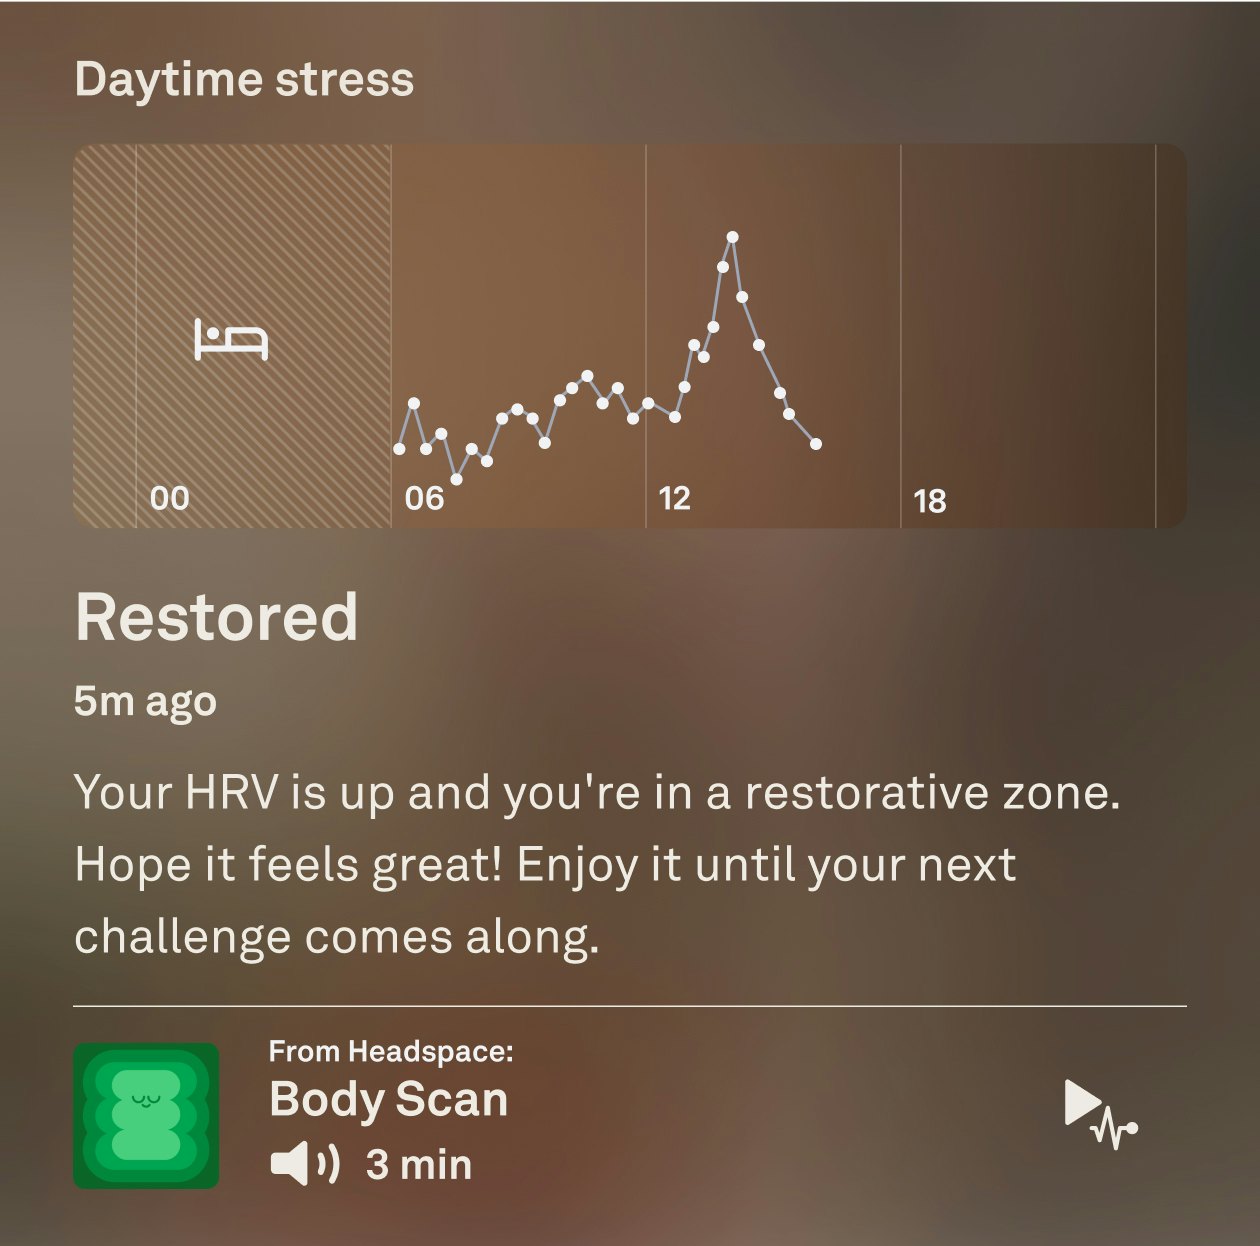 Daytime stress
00 06 12 18
Restored
5m ago
Your HRV is up and you're in a restorative zone.
Hope it feels great! Enjoy it until your next
challenge comes along.
From Headspace:
Body Scan
3 min